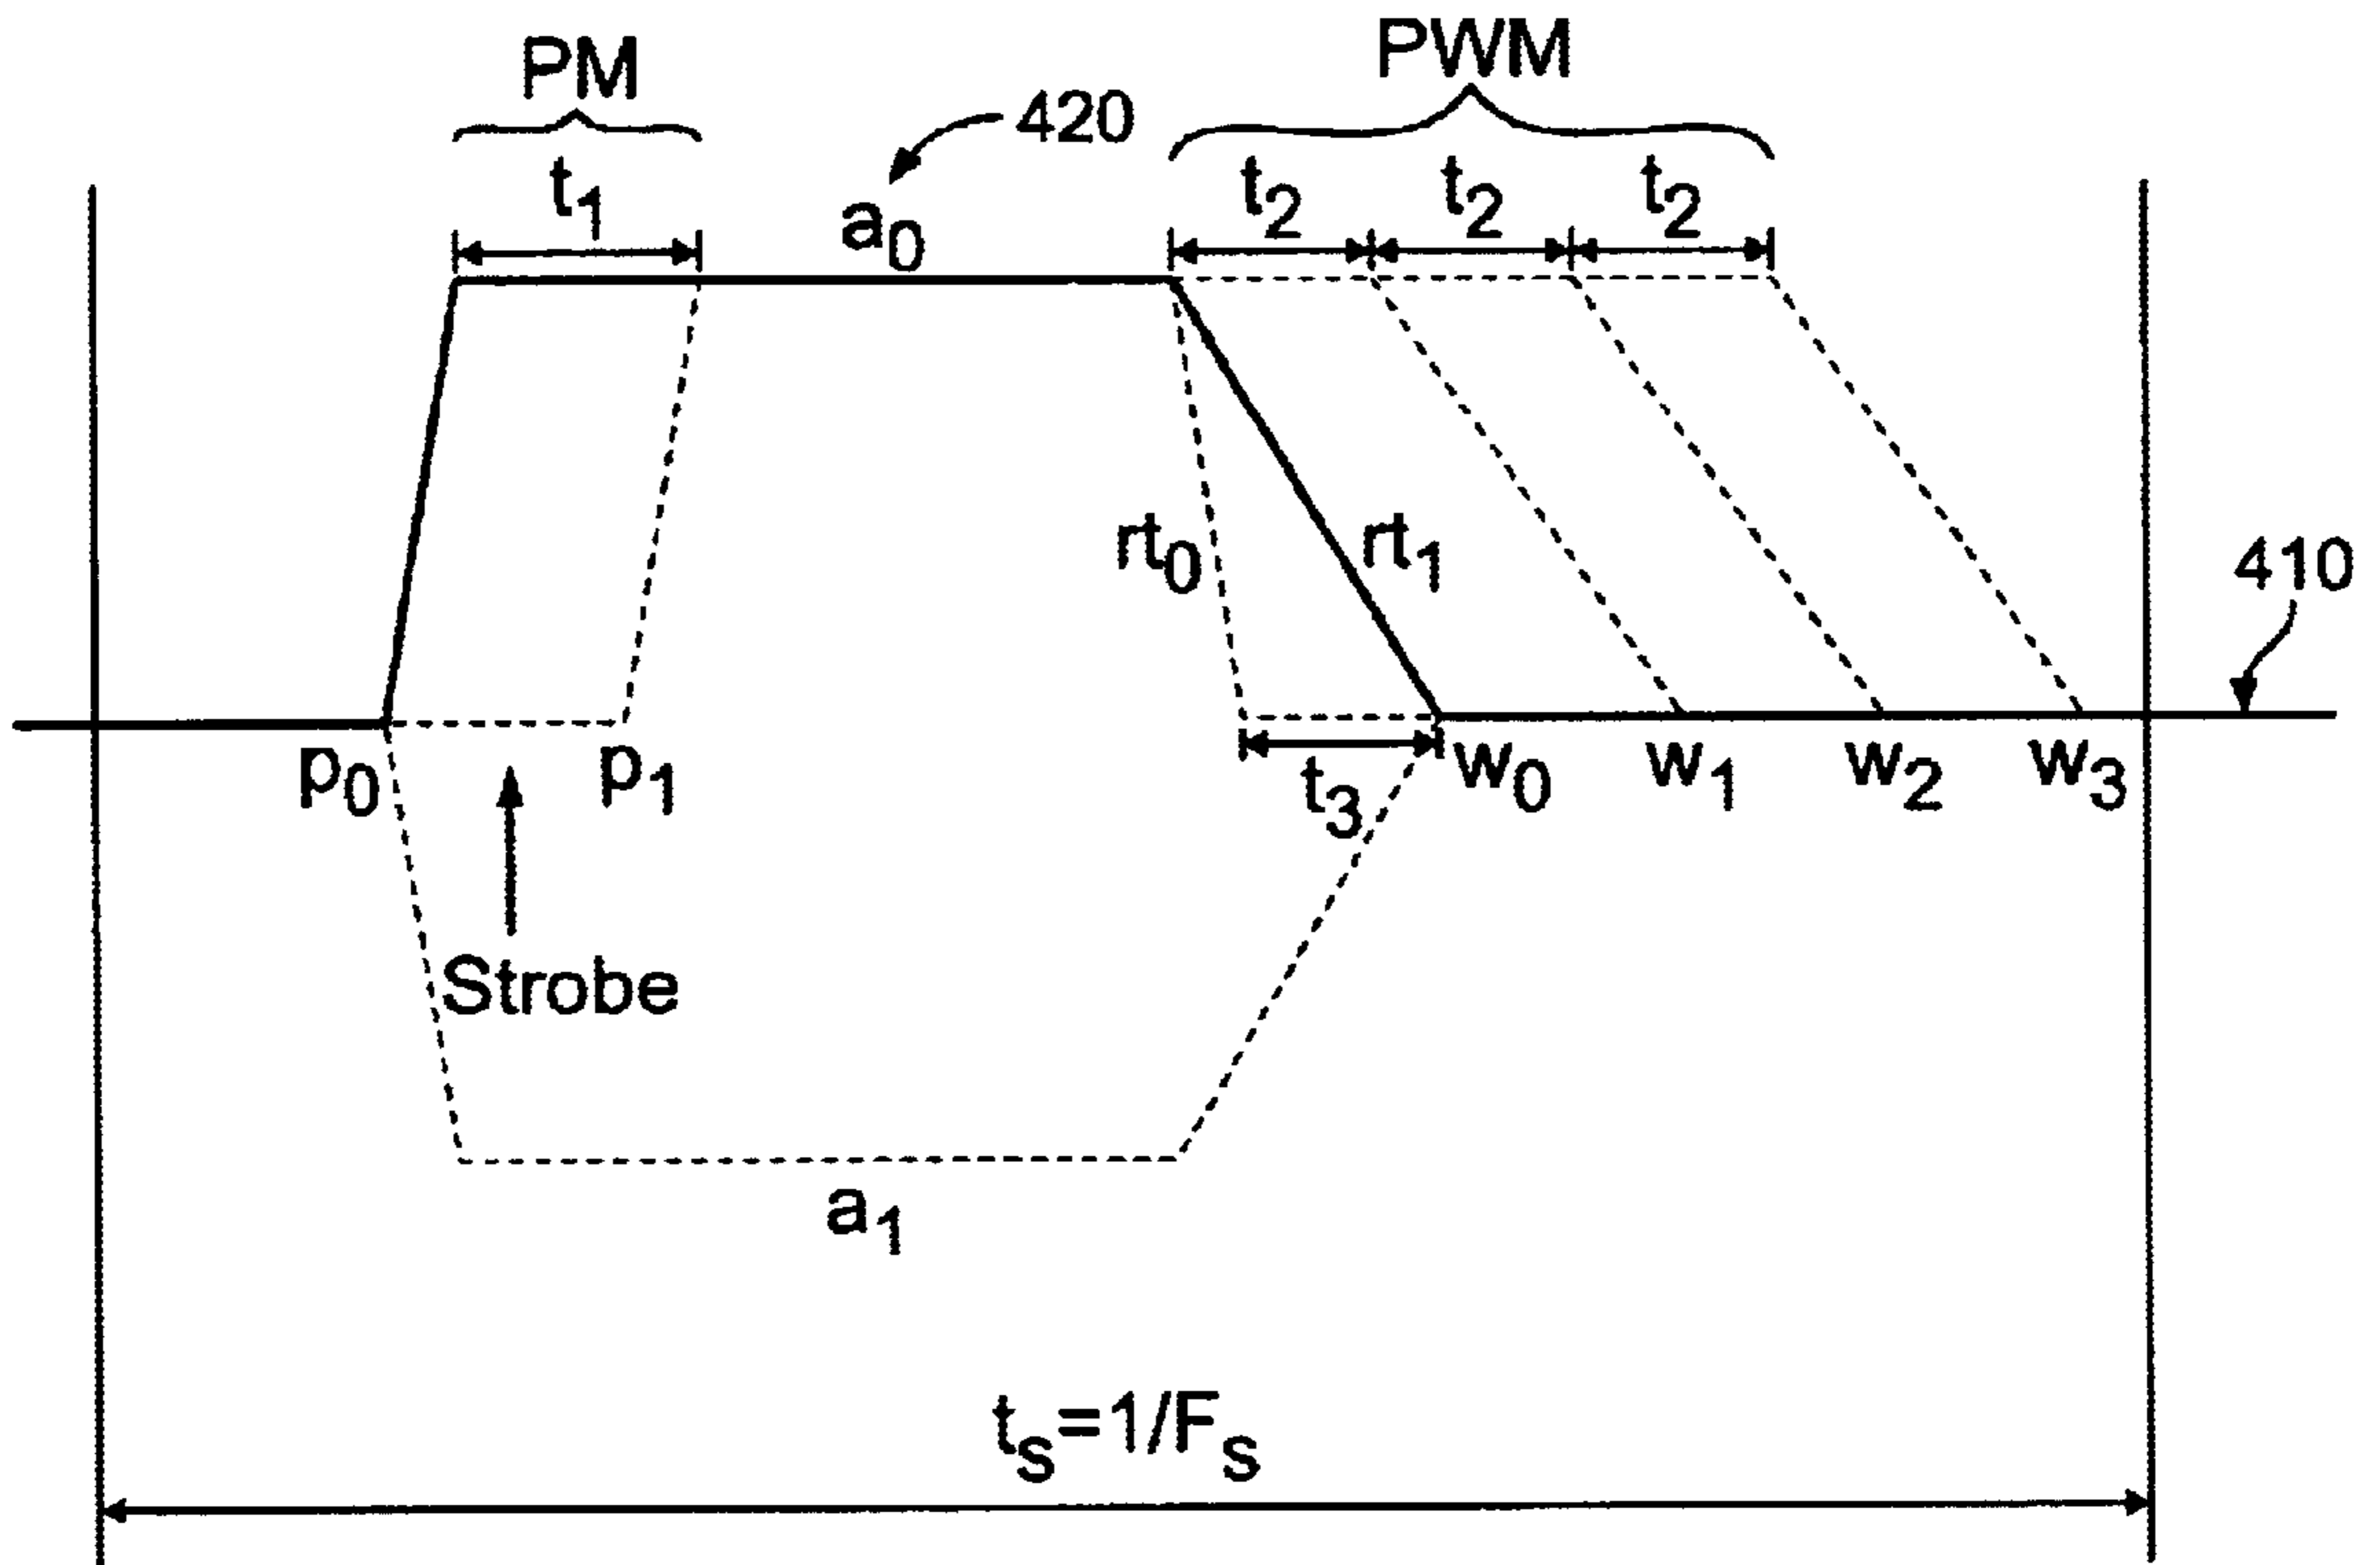 PM
PWM
420
t1
a0
t2
t2
t2
rt0
rt1
410
p0
p1
t3
w0
w1
w2
w3
Strobe
a1
ts=1/Fs